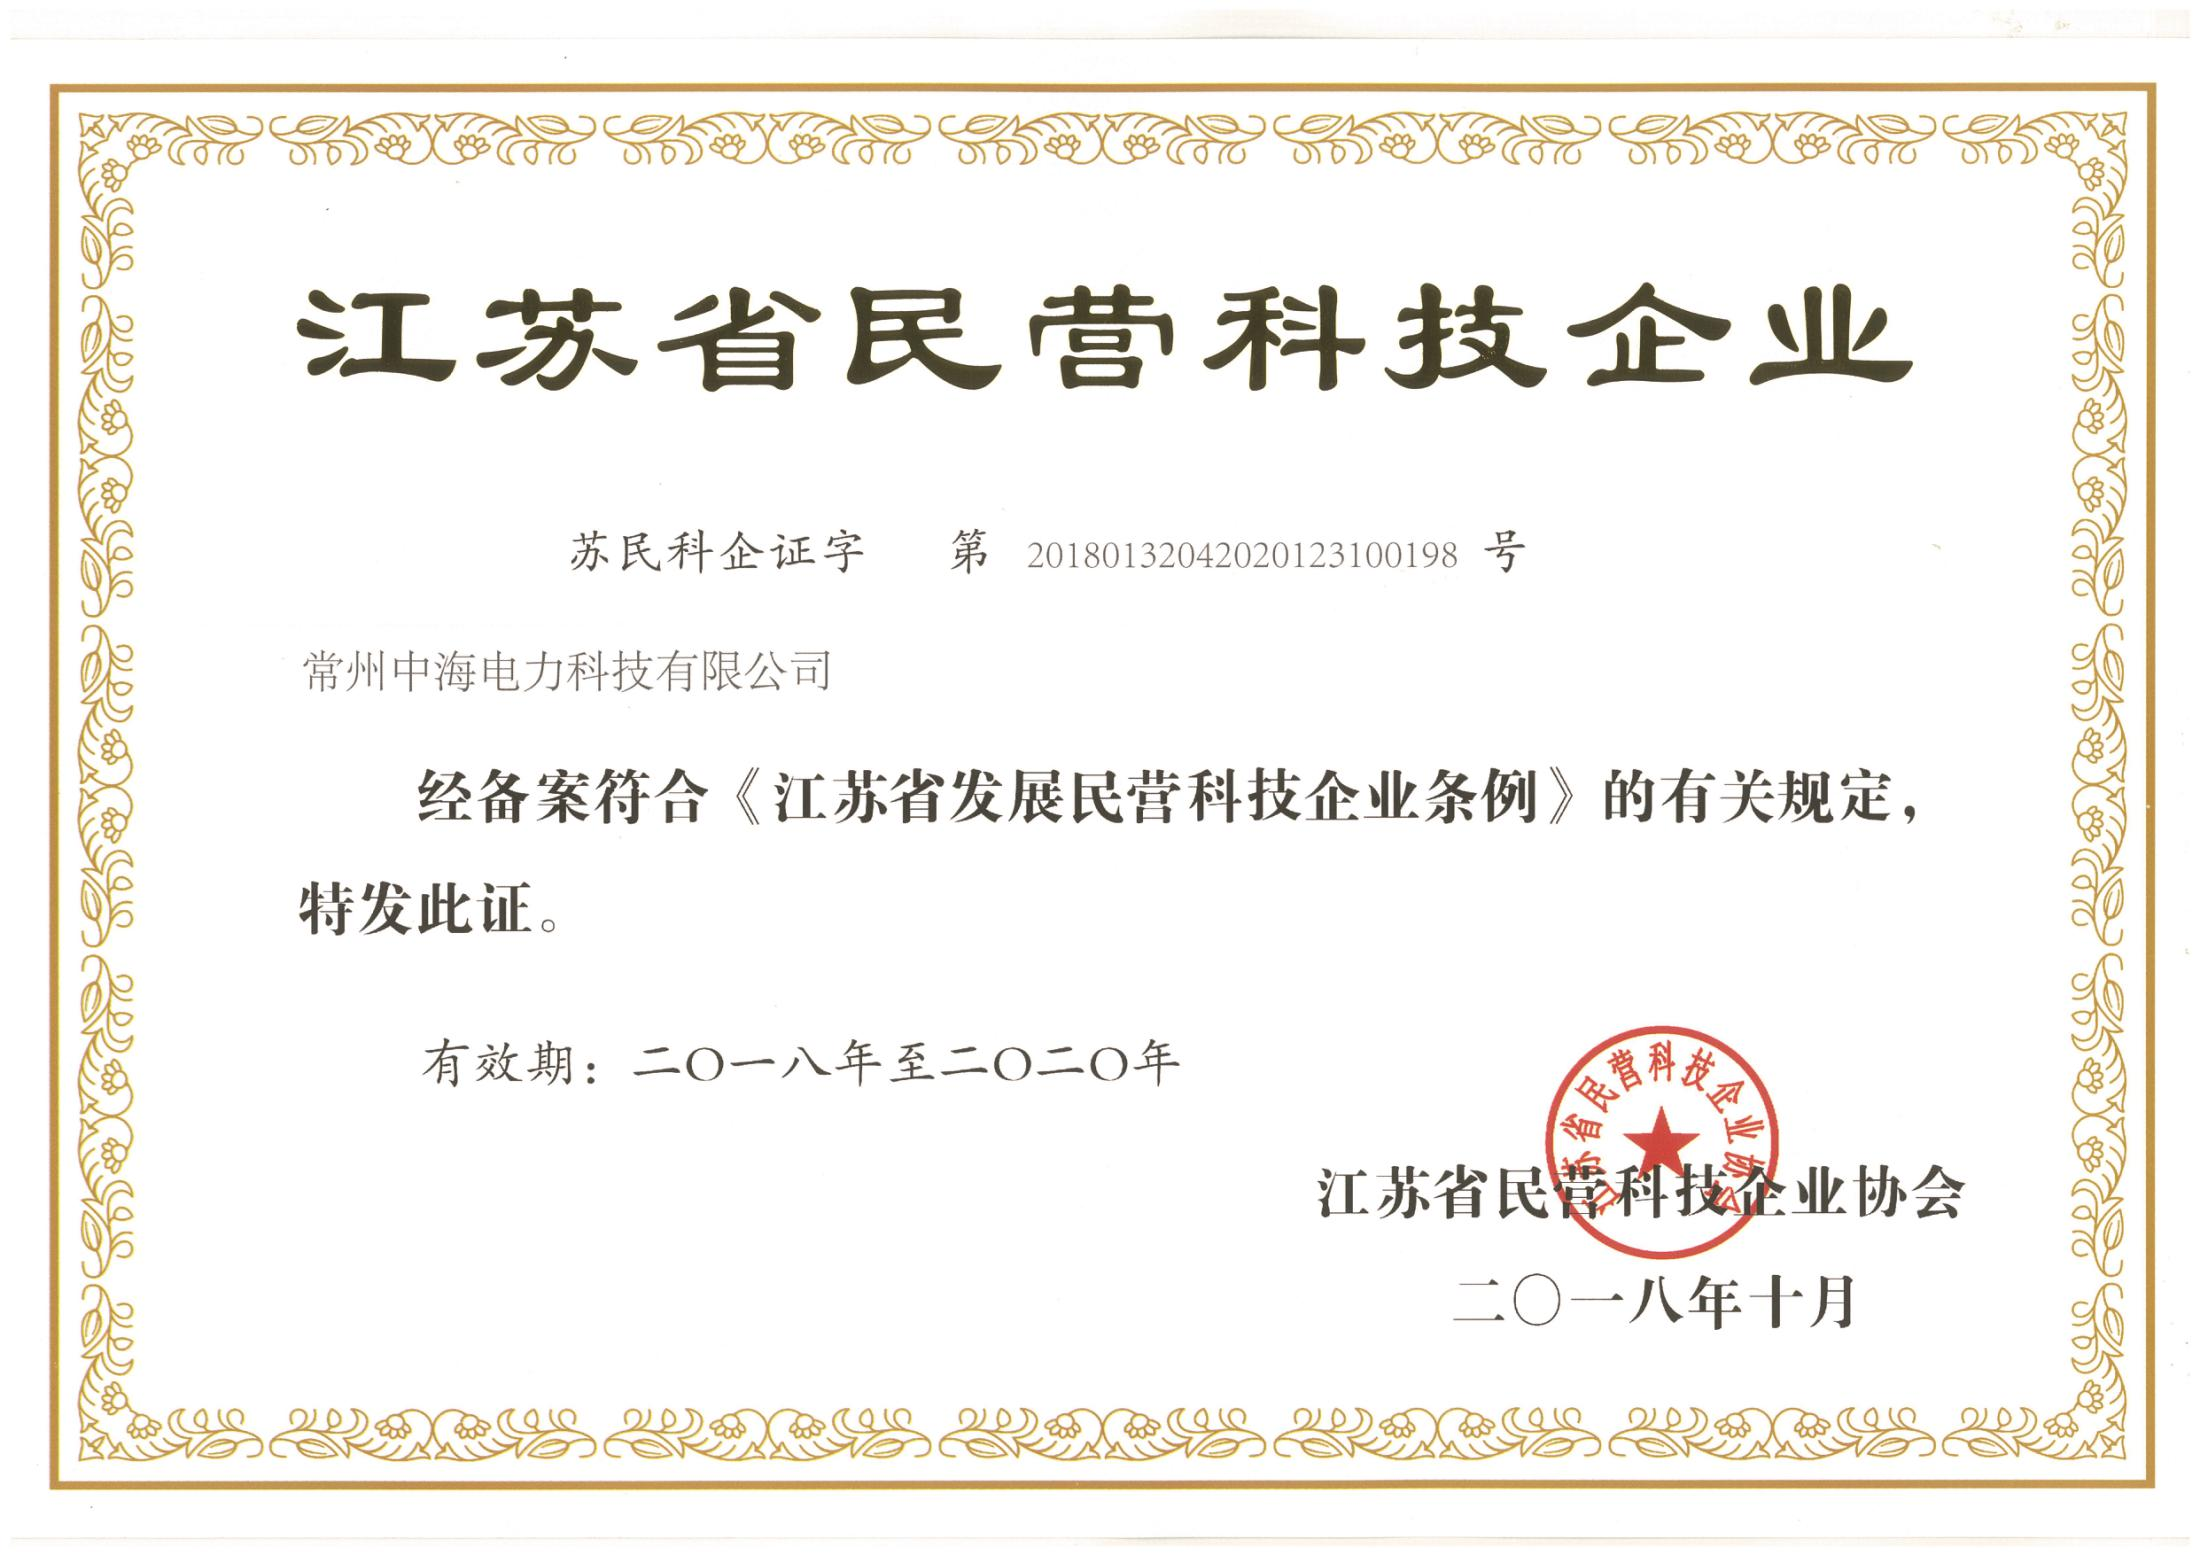 江苏省民营科技企业
苏民科企证字 第 20180132042020123100198 号
常州中海电力科技有限公司
经备案符合《江苏省发展民营科技企业条例》的有关规定，
特发此证。
有效期：二〇一八年至二〇二〇年
江苏省民营科技企业协会
江苏省民营科技企业协会
二〇一八年十月